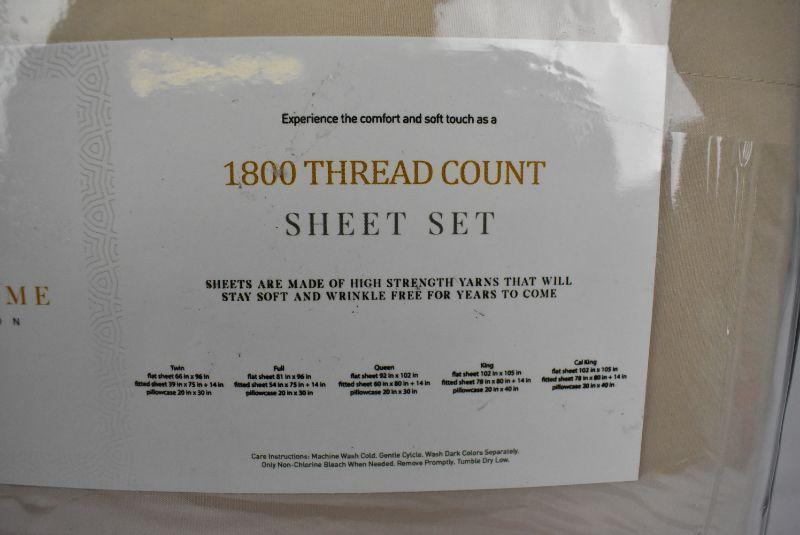 Experience the comfort and soft touch as a
1800 THREAD COUNT
SHEET SET
SHEETS ARE MADE OF HIGH STRENGTH YARNS THAT WILL
STAY SOFT AND WRINKLE FREE FOR YEARS TO COME
ME
ON
Twin
flat sheet 66 in x 96 in
fitted sheet 39 in x 75 in + 14 in
pillowcase 20 in x 30 in
Full
flat sheet 81 in x 96 in
fitted sheet 54 in x 75 in + 14 in
pillowcase 20 in x 30 in
Queen
flat sheet 92 in x 102 in
fitted sheet 60 in x 80 in + 14 in
pillowcase 20 in x 30 in
King
flat sheet 102 in x 105 in
fitted sheet 78 in x 80 in + 14 in
pillowcase 20 in x 40 in
Cal King
flat sheet 102 in x 105 in
fitted sheet 78 in x 80 in + 14 in
pillowcase 20 in x 40 in
Care Instructions: Machine Wash Cold. Gentle Cylcle. Wash Dark Colors Separately.
Only Non-Chlorine Bleach When Needed. Remove Promptly. Tumble Dry Low.